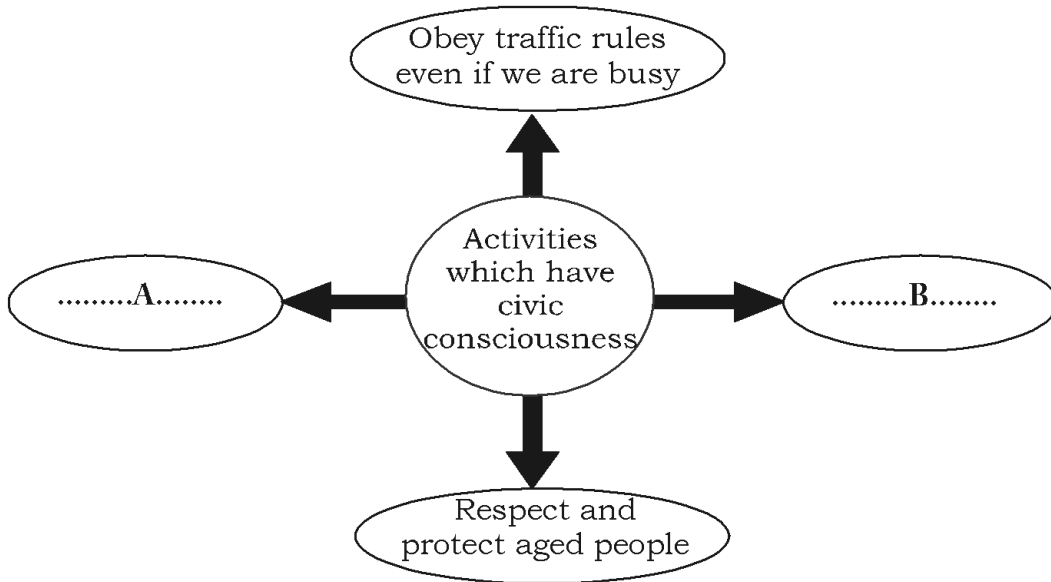 Obey traffic rules
even if we are busy
Activities
which have
civic
consciousness
.........A........
.........B........
Respect and
protect aged people